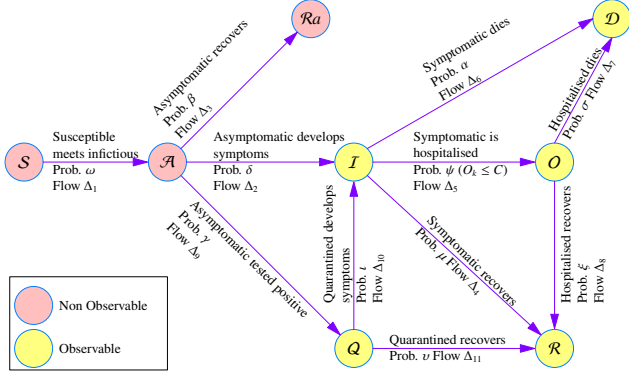 Ra
D
Asymptomatic recovers
Prob. β
Flow Δ3
Symptomatic dies
Prob. α
Flow Δ6
Hospitalised dies
Prob. σ Flow Δ7
S
Susceptible
meets infictious
Prob. ω
Flow Δ1
A
Asymptomatic develops
symptoms
Prob. δ
Flow Δ2
I
Symptomatic is
hospitalised
Prob. ψ (Ok ≤ C)
Flow Δ5
O
Asymptomatic tested positive
Prob. γ
Flow Δ9
Quarantined develops
symptoms
Prob. ι
Flow Δ10
Symptomatic recovers
Prob. μ Flow Δ4
Hospitalised recovers
Prob. ξ
Flow Δ8
Non Observable
Observable
Q
Quarantined recovers
Prob. υ Flow Δ11
R